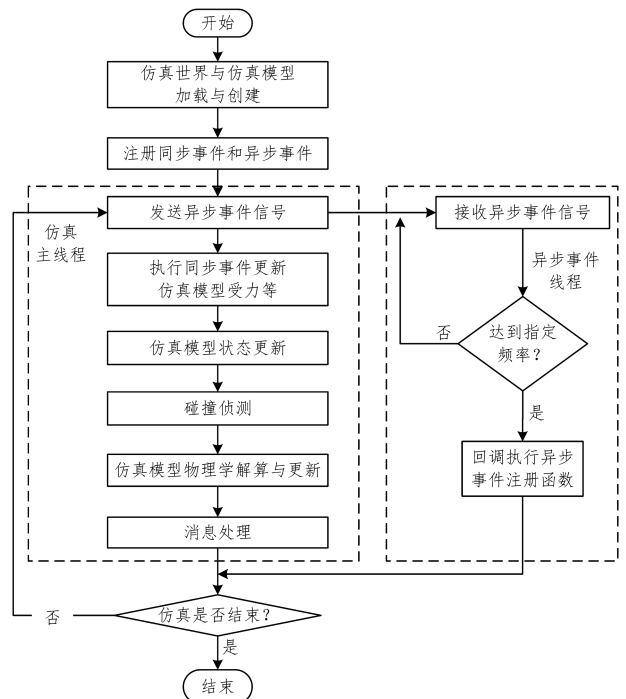 开始
仿真世界与仿真模型
加载与创建
注册同步事件和异步事件
发送异步事件信号
接收异步事件信号
仿真
主线程
异步事件
线程
执行同步事件更新
仿真模型受力等
仿真模型状态更新
否
达到指定
频率?
碰撞侦测
是
仿真模型物理学解算与更新
回调执行异步
事件注册函数
消息处理
否
仿真是否结束?
是
结束